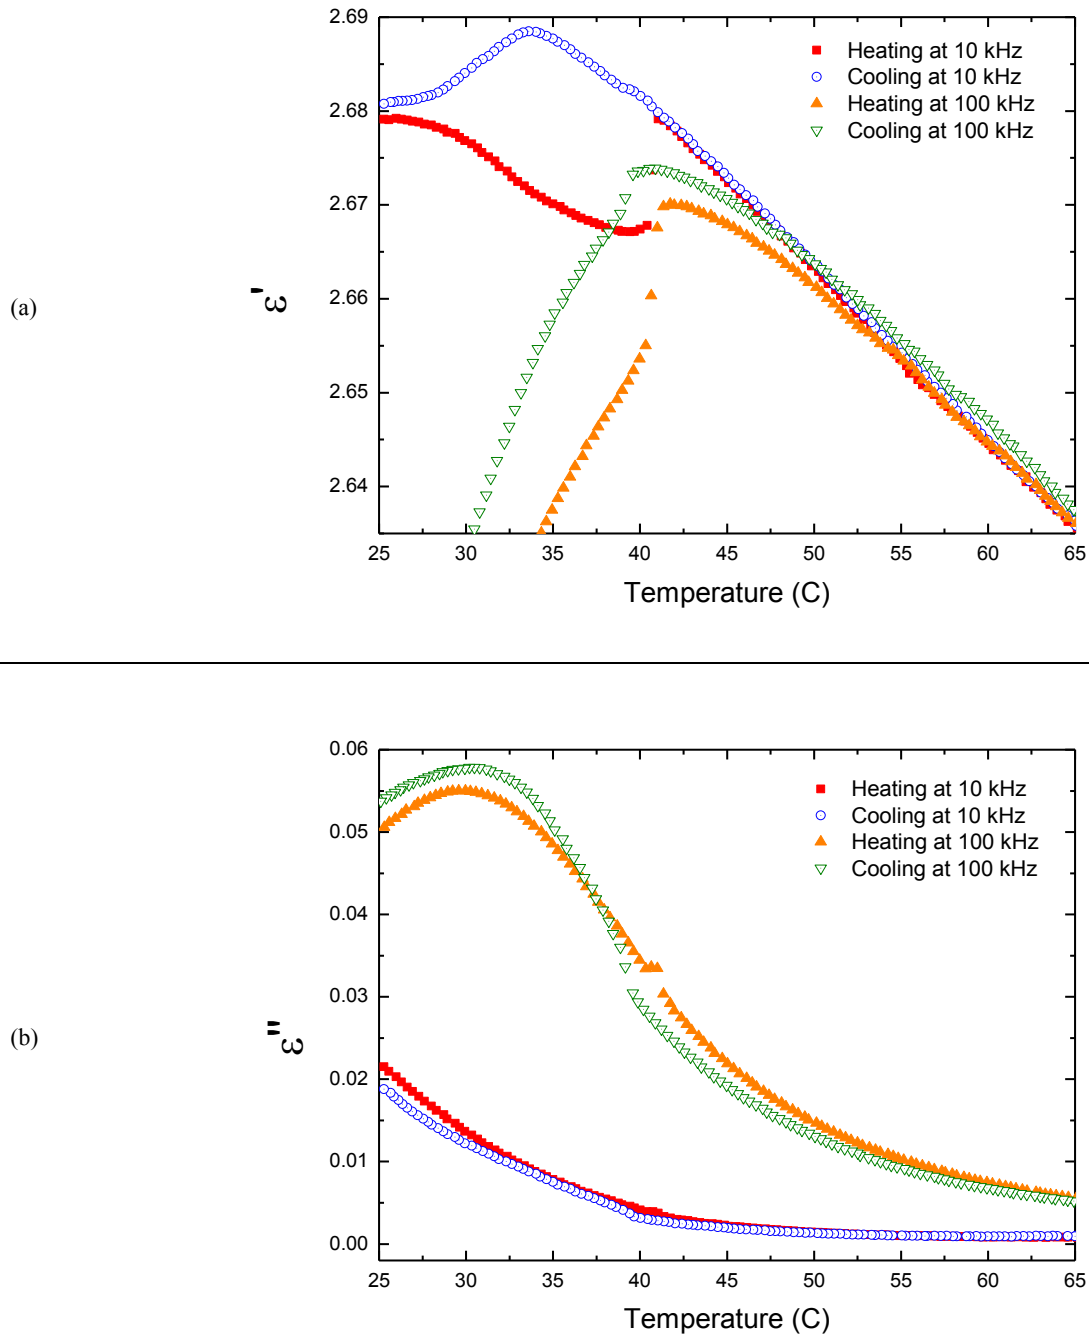 (a)
ε'
2.69
2.68
2.67
2.66
2.65
2.64
25 30 35 40 45 50 55 60 65
Temperature (C)
Heating at 10 kHz
Cooling at 10 kHz
Heating at 100 kHz
Cooling at 100 kHz
(b)
ε''
0.06
0.05
0.04
0.03
0.02
0.01
0.00
25 30 35 40 45 50 55 60 65
Temperature (C)
Heating at 10 kHz
Cooling at 10 kHz
Heating at 100 kHz
Cooling at 100 kHz